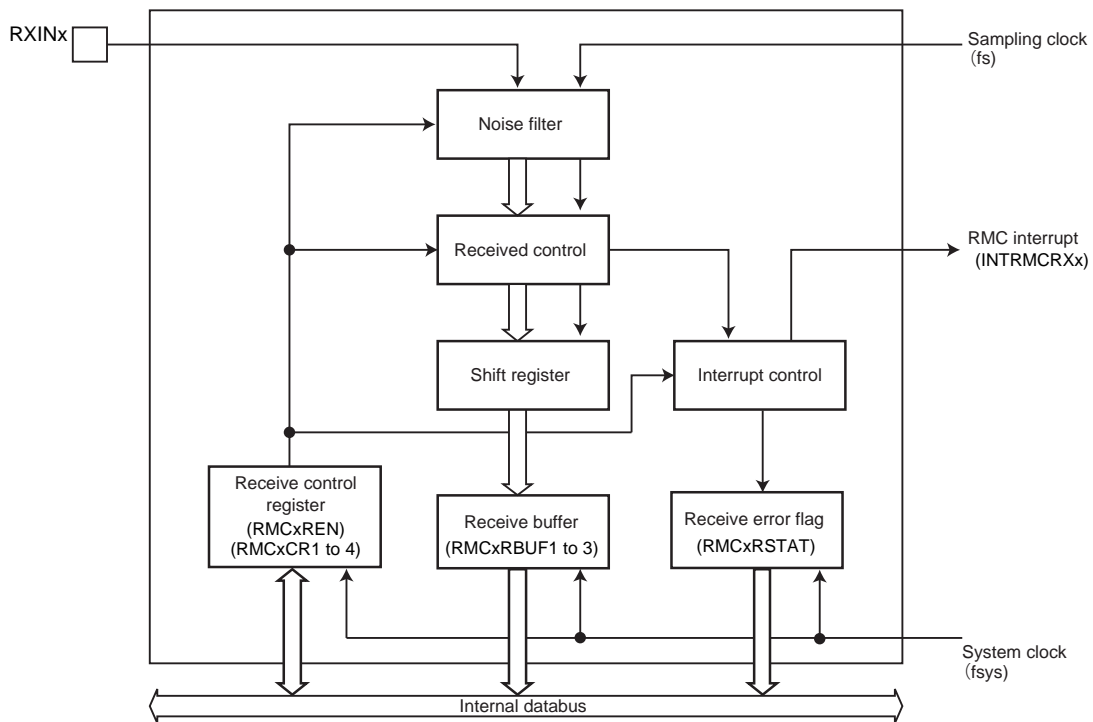 RXINx
Sampling clock
(fs)
Noise filter
Received control
RMC interrupt
(INTRMCRXx)
Shift register
Interrupt control
Receive control
register
(RMCxREN)
(RMCxCR1 to 4)
Receive buffer
(RMCxRBUF1 to 3)
Receive error flag
(RMCxRSTAT)
System clock
(fsys)
Internal databus